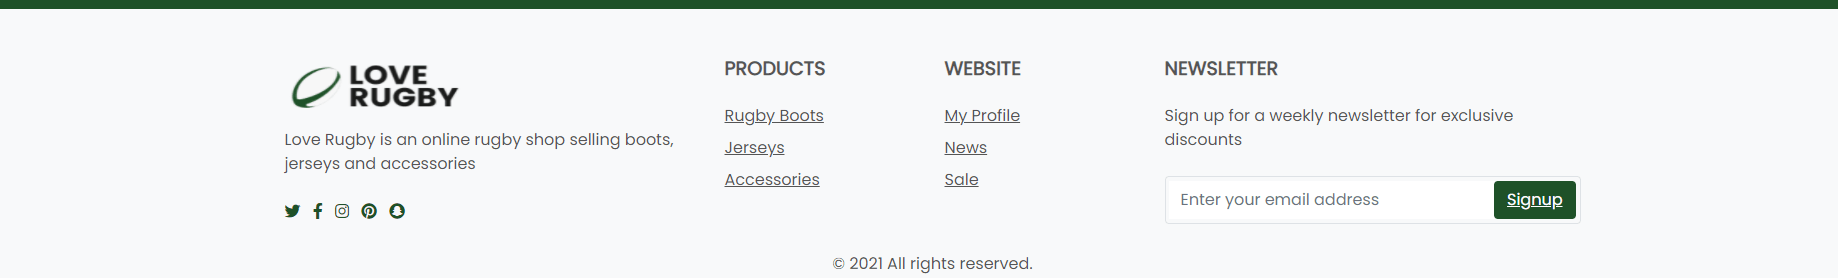 LOVE
RUGBY
Love Rugby is an online rugby shop selling boots,
jerseys and accessories
PRODUCTS
Rugby Boots
Jerseys
Accessories
WEBSITE
My Profile
News
Sale
NEWSLETTER
Sign up for a weekly newsletter for exclusive
discounts
Enter your email address
Signup
© 2021 All rights reserved.